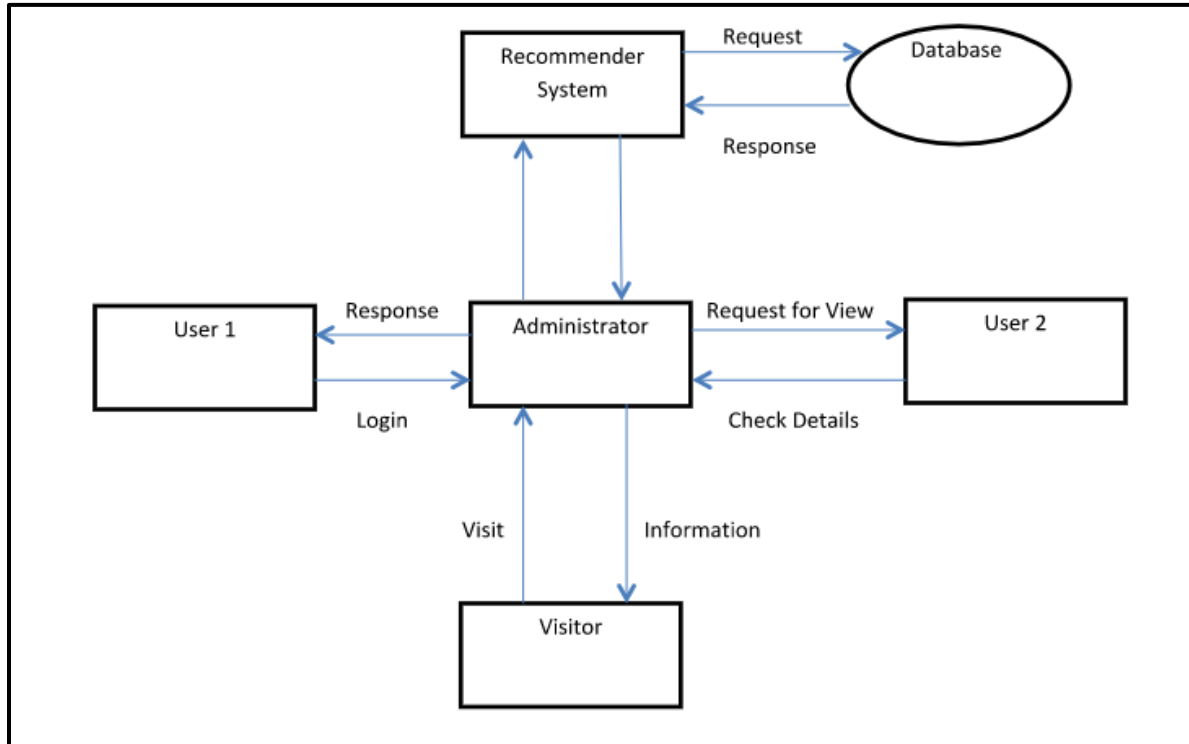 Request
Database
Recommender
System
Response
Response
Administrator
Request for View
User 1
User 2
Login
Check Details
Visit
Information
Visitor